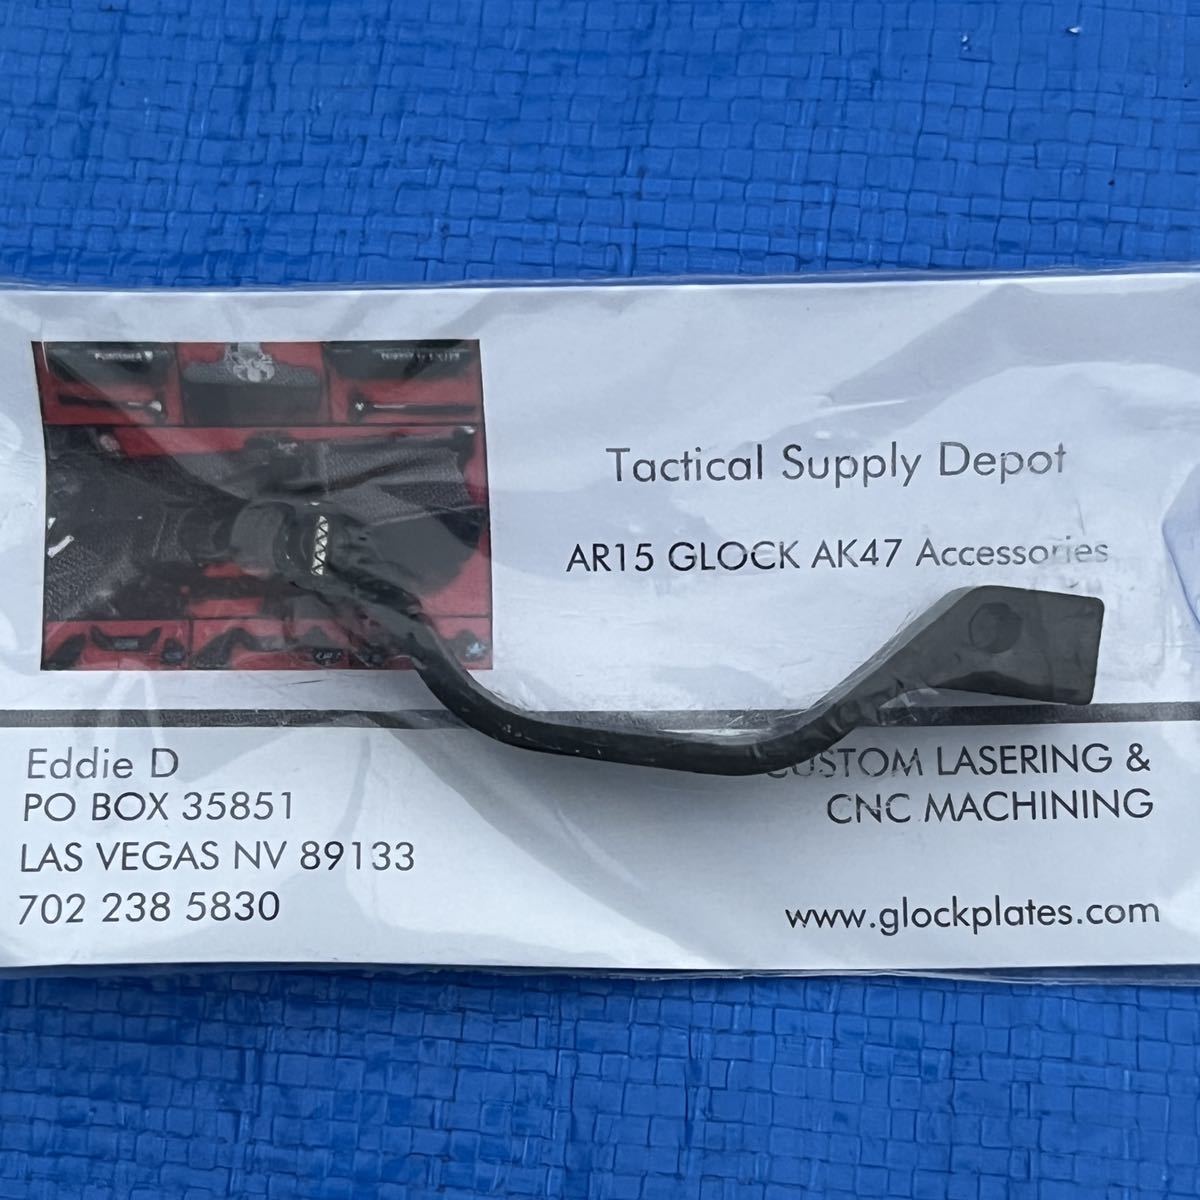 Tactical Supply Depot
AR15 GLOCK AK47 Accessories
Eddie D
PO BOX 35851
LAS VEGAS NV 89133
702 238 5830
CUSTOM LASERING &
CNC MACHINING
www.glockplates.com